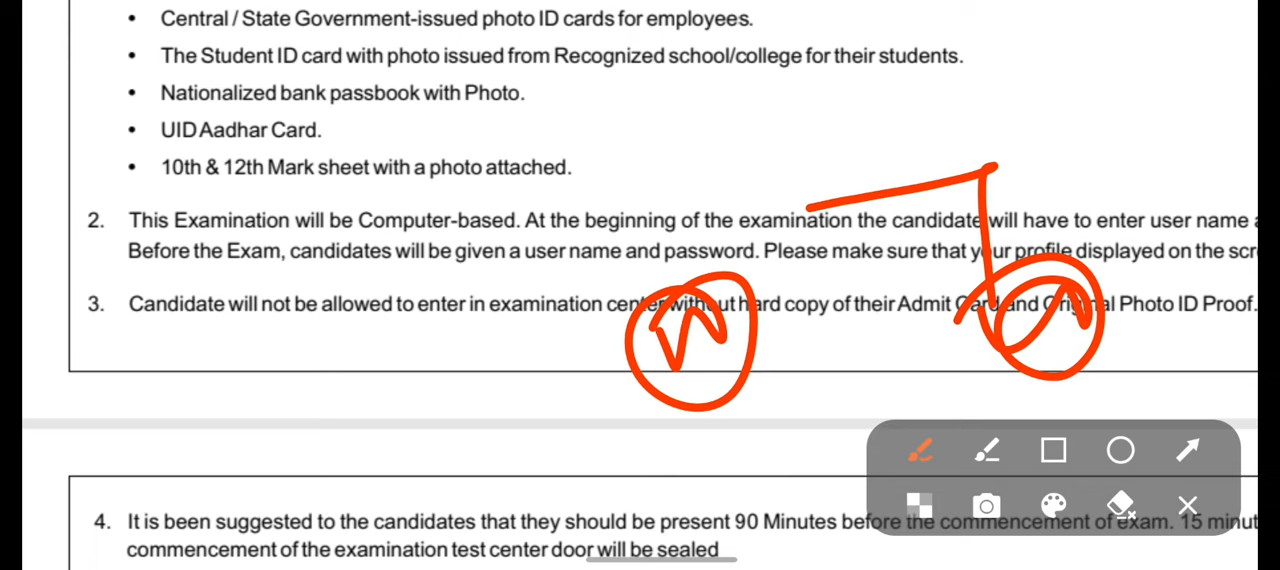 • Central / State Government-issued photo ID cards for employees.
• The Student ID card with photo issued from Recognized school/college for their students.
• Nationalized bank passbook with Photo.
• UID Aadhar Card.
• 10th & 12th Mark sheet with a photo attached.
2. This Examination will be Computer-based. At the beginning of the examination the candidate will have to enter user name
Before the Exam, candidates will be given a user name and password. Please make sure that your profile displayed on the
3. Candidate will not be allowed to enter in examination center without hard copy of their Admit Card and Original Photo ID Proof.
4. It is been suggested to the candidates that they should be present 90 Minutes before the commencement of exam. 15
commencement of the examination test center door will be sealed